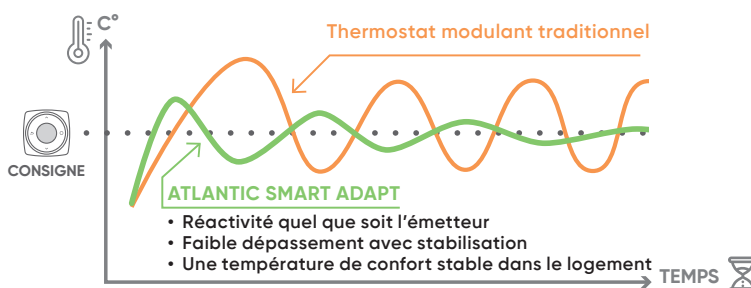 C°
Thermostat modulant traditionnel
CONSIGNE
ATLANTIC SMART ADAPT
• Réactivité quel que soit l'émetteur
• Faible dépassement avec stabilisation
• Une température de confort stable dans le logement
TEMPS